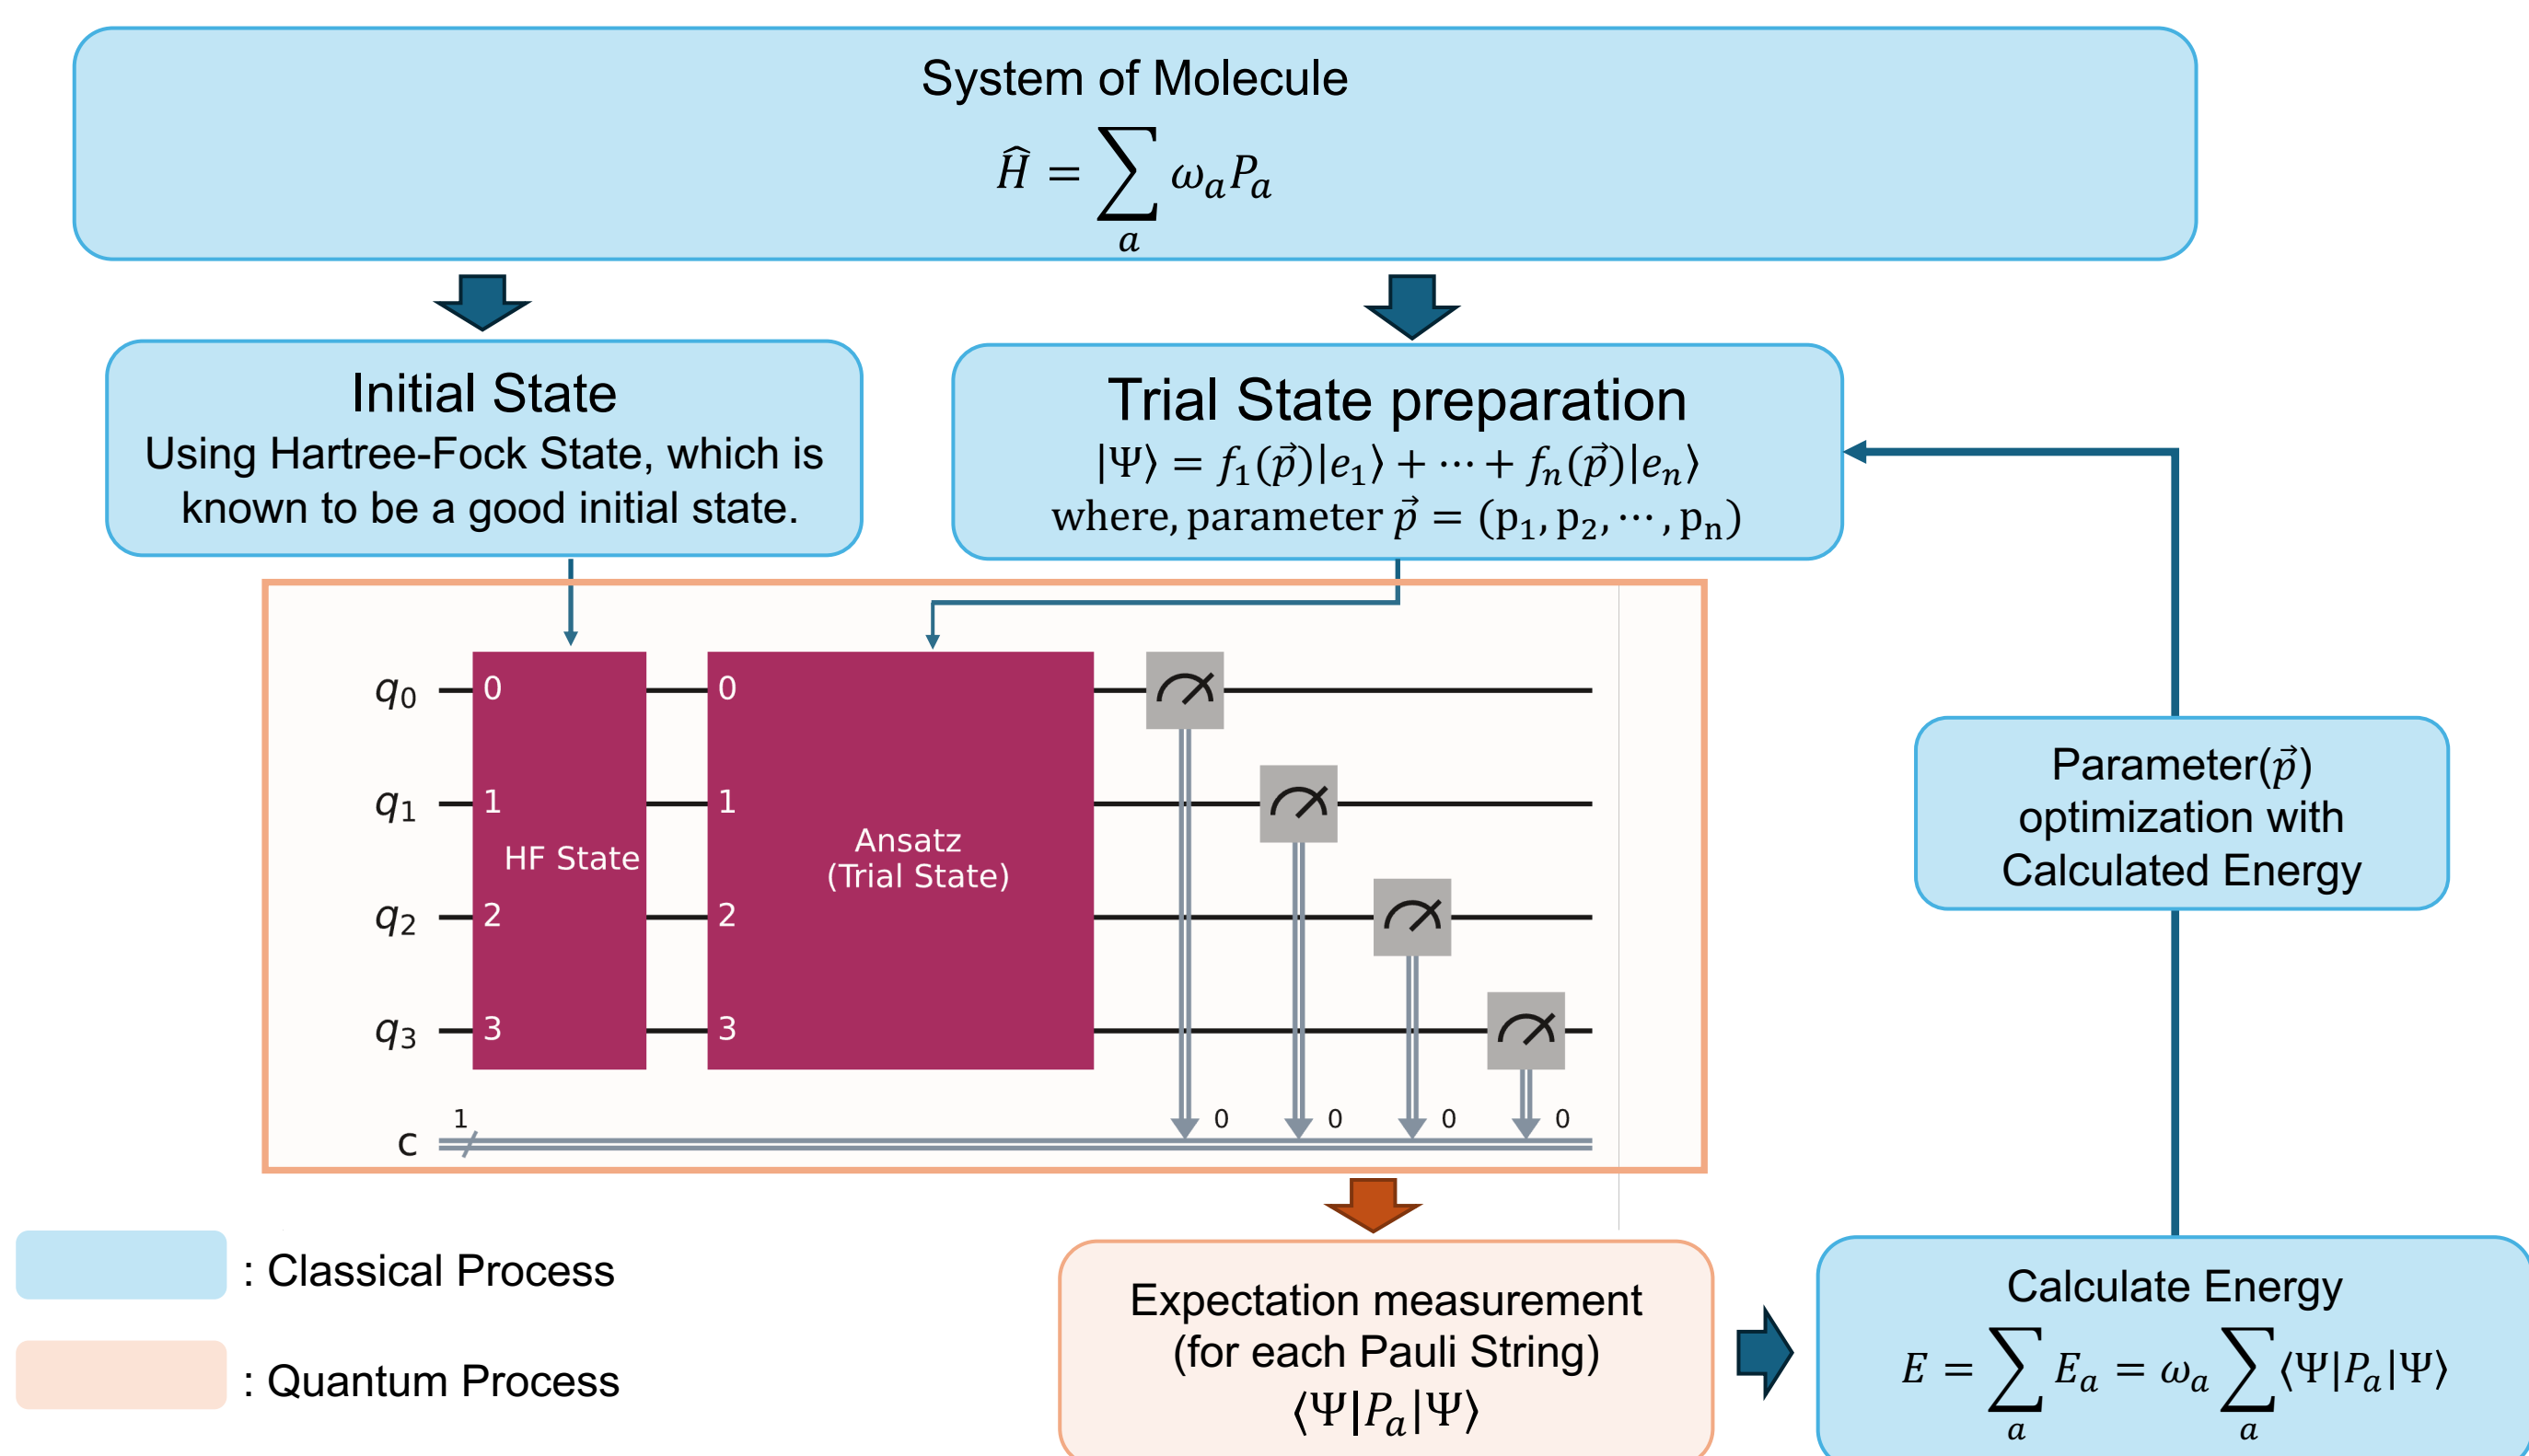 System of Molecule
Ĥ = ∑ₐ ωₐPₐ
Initial State
Using Hartree-Fock State, which is
known to be a good initial state.
Trial State preparation
|Ψ⟩ = f₁(p⃗)|e₁⟩ + ⋯ + fₙ(p⃗)|eₙ⟩
where, parameter p⃗ = (p₁, p₂, ⋯ , pₙ)
q₀ 0 0
q₁ 1 1
HF State
Ansatz
(Trial State)
q₂ 2 2
q₃ 3 3
1 0 0 0 0
c
Parameter(p⃗)
optimization with
Calculated Energy
: Classical Process
: Quantum Process
Expectation measurement
(for each Pauli String)
⟨Ψ|Pₐ|Ψ⟩
Calculate Energy
E = ∑ₐ Eₐ = ωₐ ∑ₐ ⟨Ψ|Pₐ|Ψ⟩